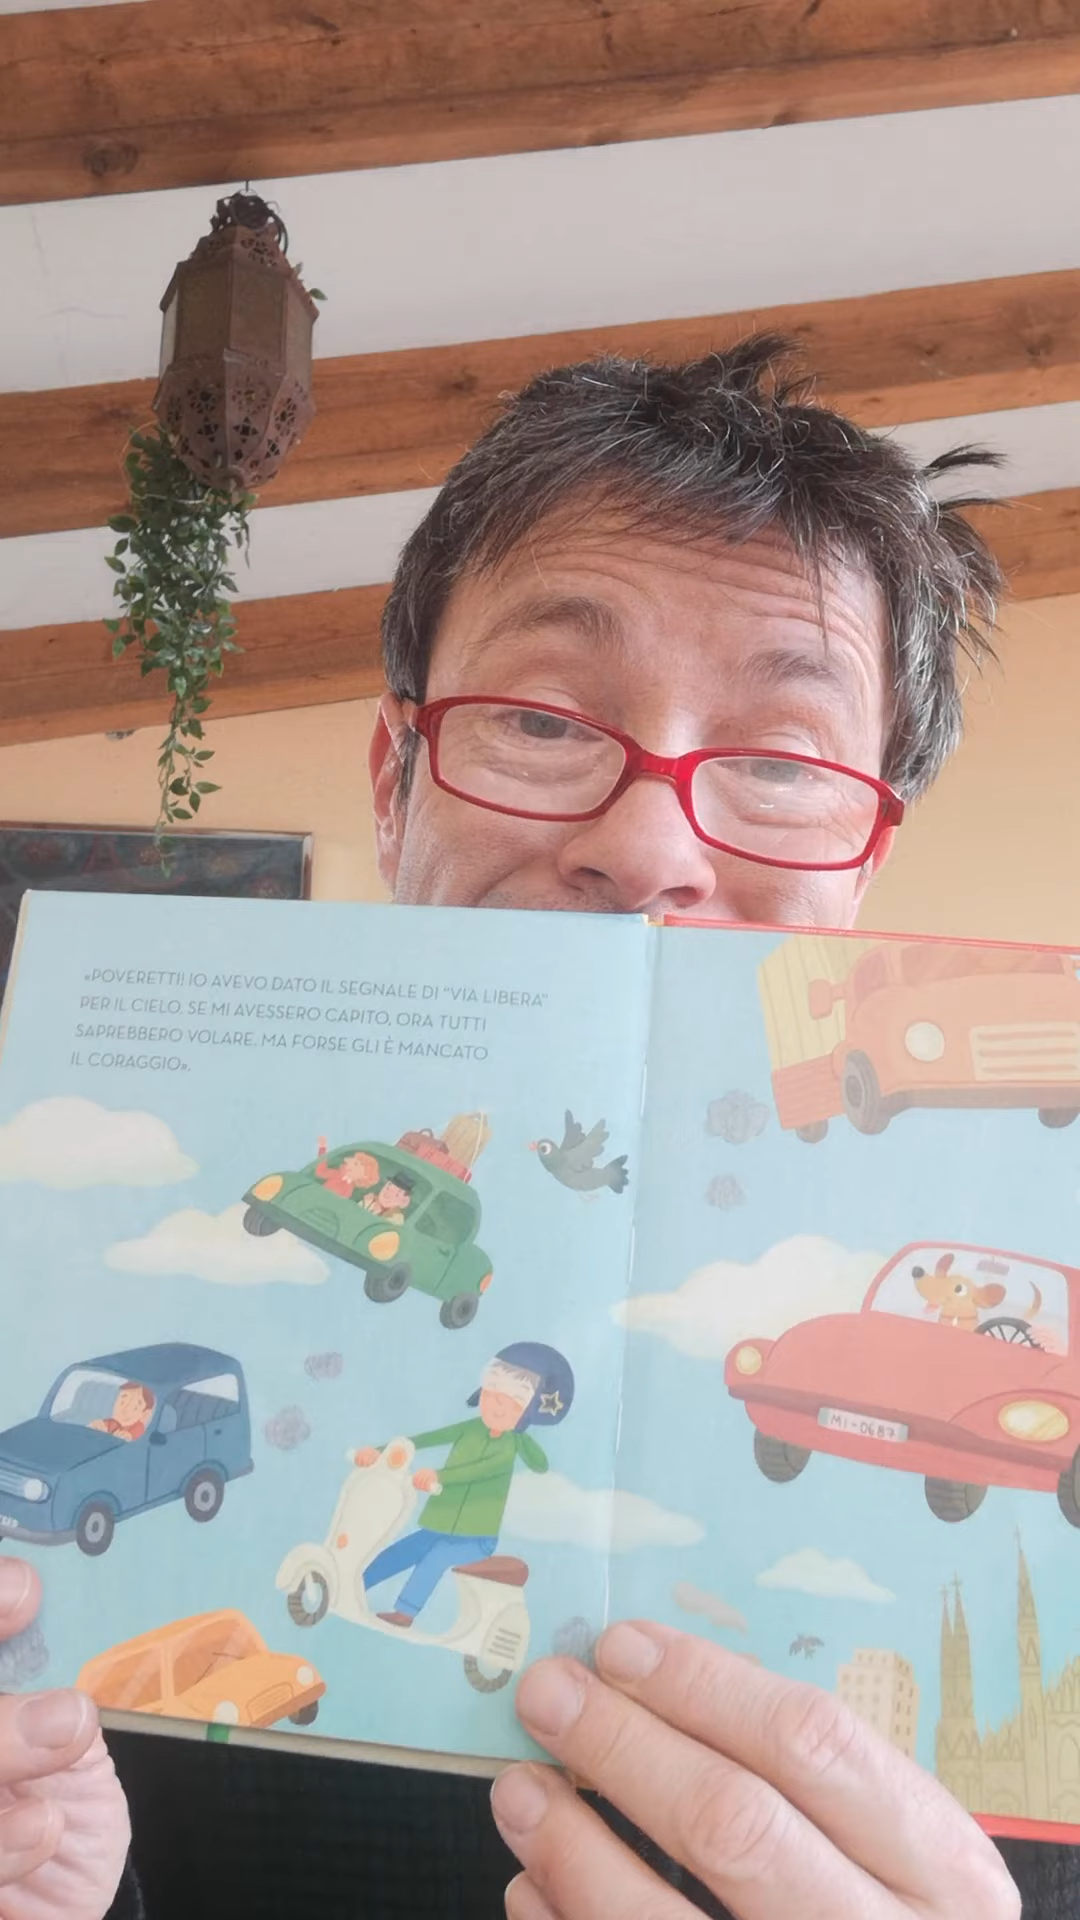 «POVERETTI! IO AVEVO DATO IL SEGNALE DI "VIA LIBERA"
PER IL CIELO. SE MI AVESSERO CAPITO, ORA TUTTI
SAPREBBERO VOLARE. MA FORSE GLI È MANCATO
IL CORAGGIO».
MI-0687